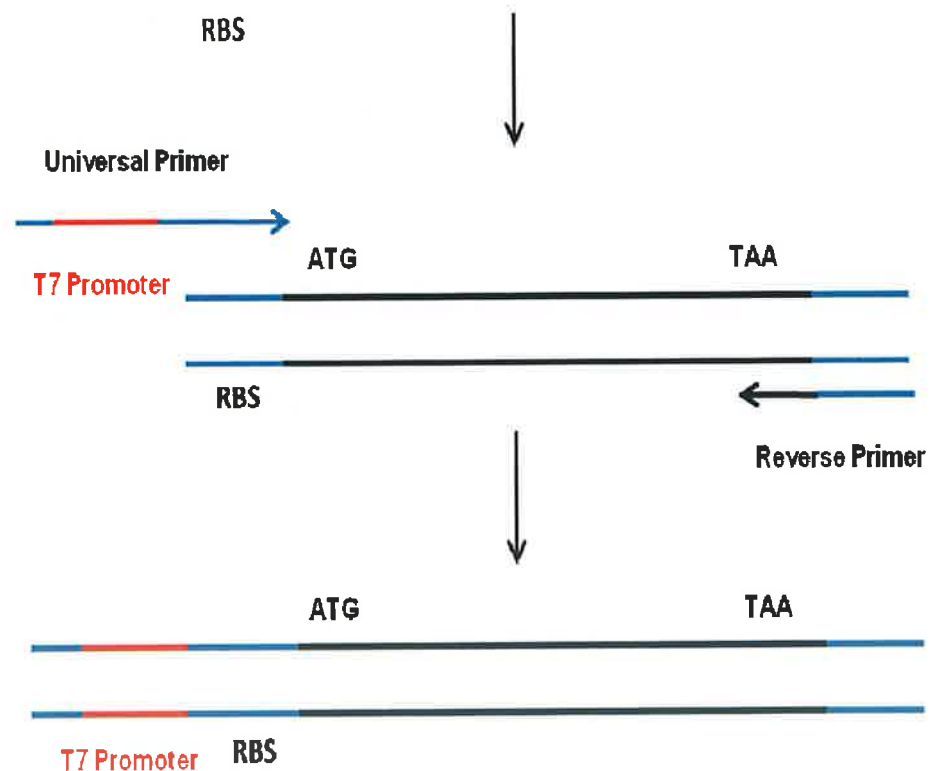 RBS
Universal Primer
ATG
TAA
T7 Promoter
RBS
Reverse Primer
ATG
TAA
T7 Promoter
RBS